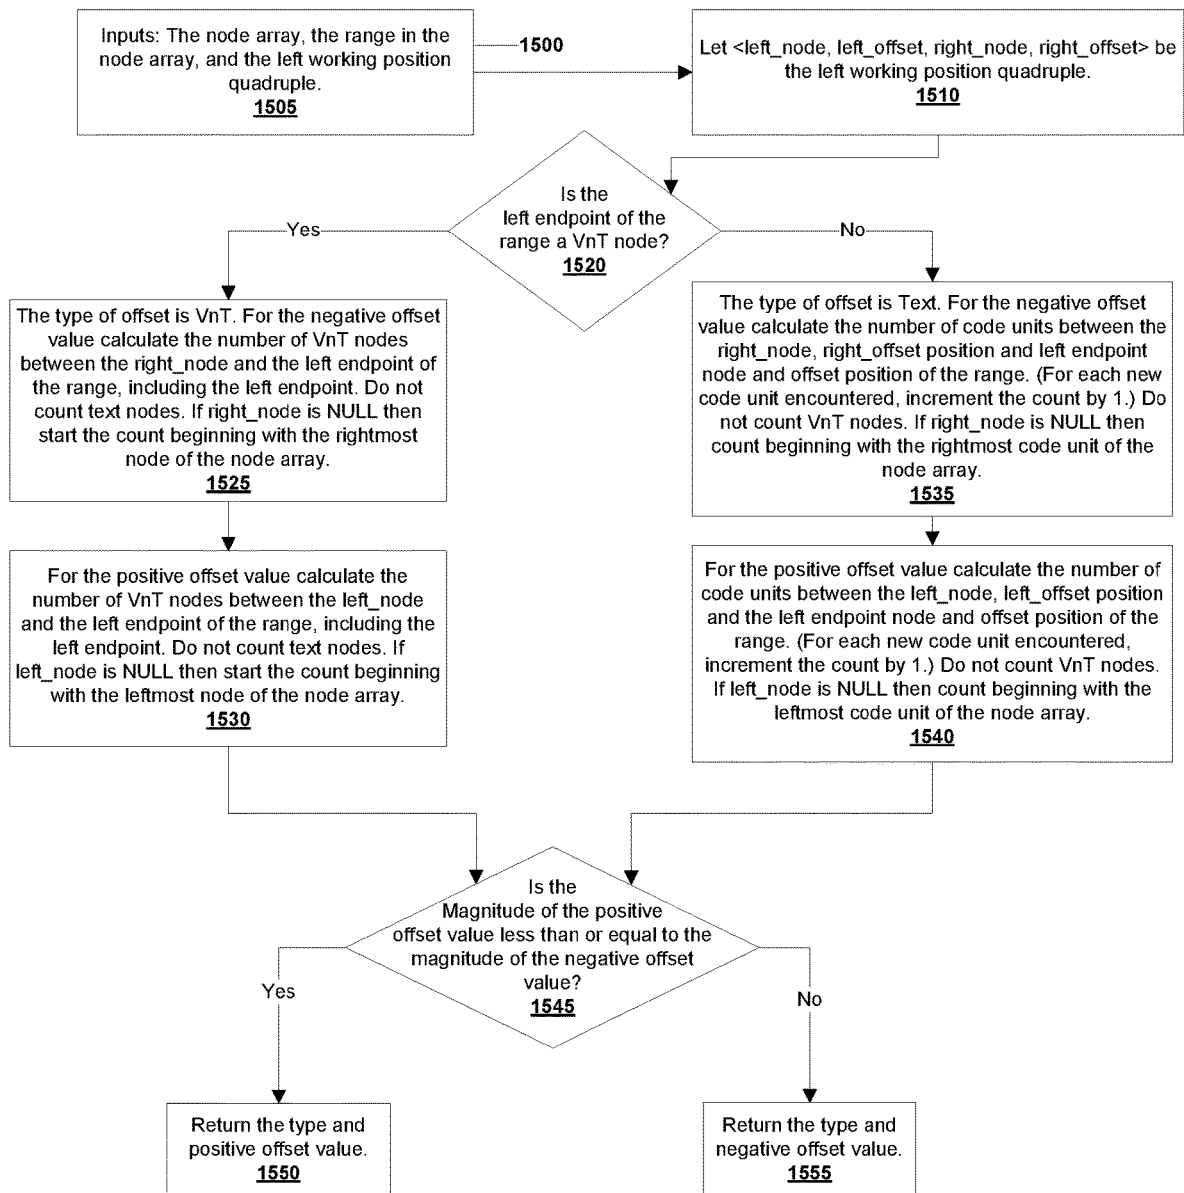 Inputs: The node array, the range in the
node array, and the left working position
quadruple.
1505
1500
Let <left_node, left_offset, right_node, right_offset> be
the left working position quadruple.
1510
Is the
left endpoint of the
range a VnT node?
1520
Yes
No
The type of offset is VnT. For the negative offset
value calculate the number of VnT nodes
between the right_node and the left endpoint of
the range, including the left endpoint. Do not
count text nodes. If right_node is NULL then
start the count beginning with the rightmost
node of the node array.
1525
The type of offset is Text. For the negative offset
value calculate the number of code units between the
right_node, right_offset position and left endpoint
node and offset position of the range. (For each new
code unit encountered, increment the count by 1.) Do
not count VnT nodes. If right_node is NULL then
count beginning with the rightmost code unit of the
node array.
1535
For the positive offset value calculate the
number of VnT nodes between the left_node
and the left endpoint of the range, including the
left endpoint. Do not count text nodes. If
left_node is NULL then start the count beginning
with the leftmost node of the node array.
1530
For the positive offset value calculate the number of
code units between the left_node, left_offset position
and the left endpoint node and offset position of the
range. (For each new code unit encountered,
increment the count by 1.) Do not count VnT nodes.
If left_node is NULL then count beginning with the
leftmost code unit of the node array.
1540
Is the
Magnitude of the positive
offset value less than or equal to the
magnitude of the negative offset
value?
1545
Yes
No
Return the type and
positive offset value.
1550
Return the type and
negative offset value.
1555